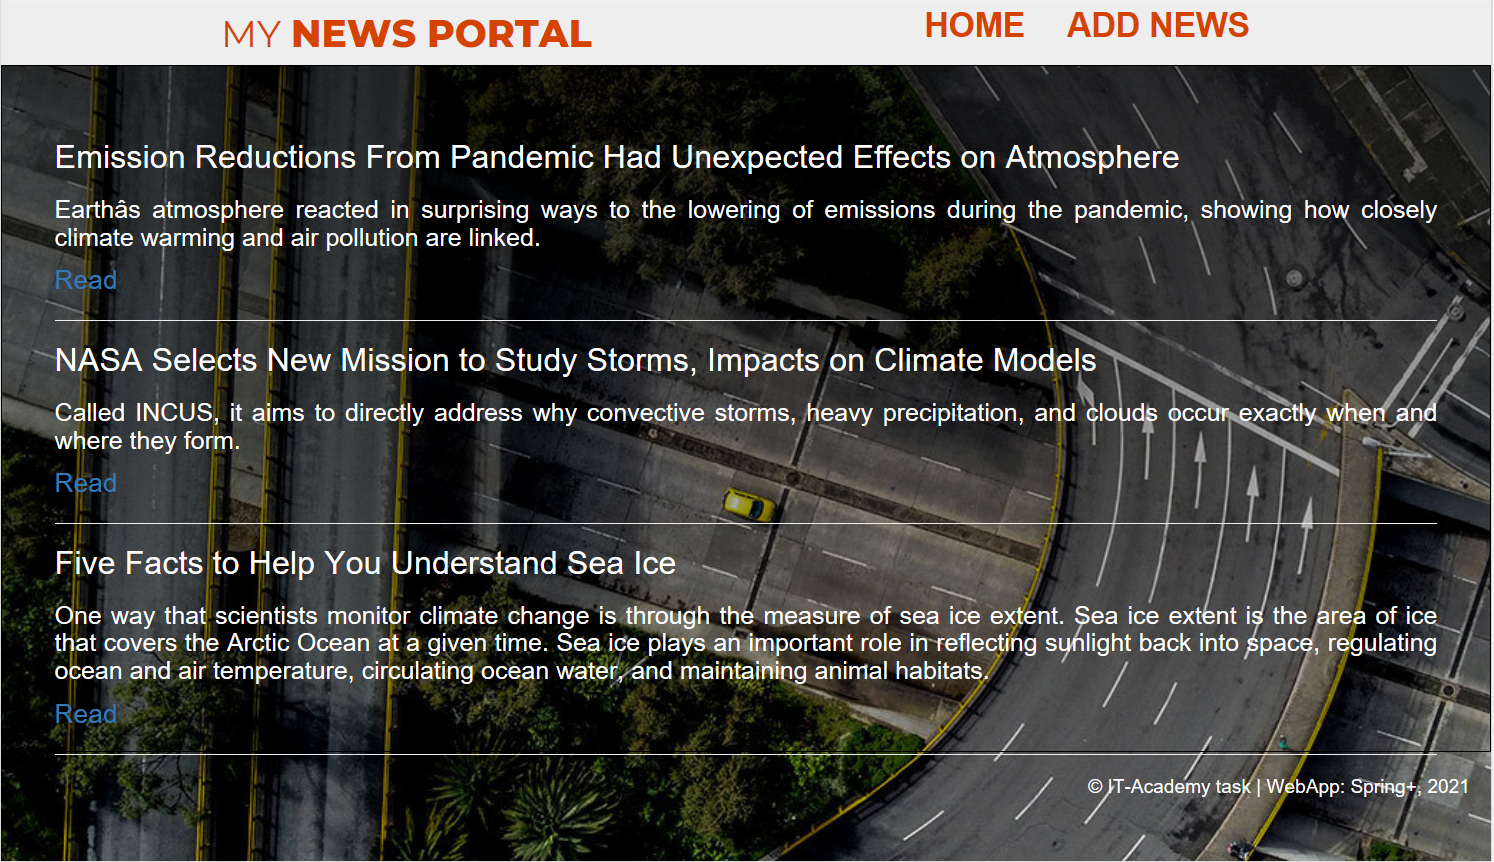 MY NEWS PORTAL
HOME ADD NEWS
Emission Reductions From Pandemic Had Unexpected Effects on Atmosphere
Earthâs atmosphere reacted in surprising ways to the lowering of emissions during the pandemic, showing how closely
climate warming and air pollution are linked.
Read
NASA Selects New Mission to Study Storms, Impacts on Climate Models
Called INCUS, it aims to directly address why convective storms, heavy precipitation, and clouds occur exactly when and
where they form.
Read
Five Facts to Help You Understand Sea Ice
One way that scientists monitor climate change is through the measure of sea ice extent. Sea ice extent is the area of ice
that covers the Arctic Ocean at a given time. Sea ice plays an important role in reflecting sunlight back into space, regulating
ocean and air temperature, circulating ocean water, and maintaining animal habitats.
Read
© IT-Academy task | WebApp: Spring+, 2021